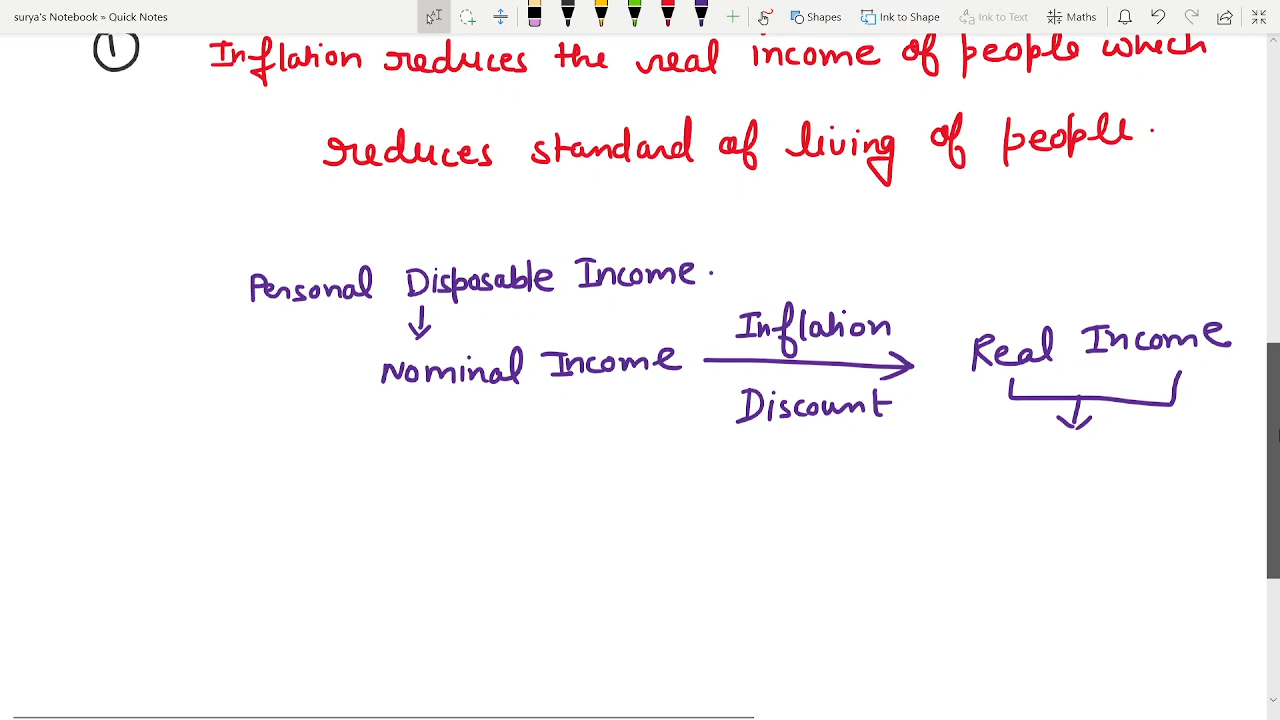 surya's Notebook » Quick Notes
Shapes
Ink to Shape
Ink to Text
Maths
1
Inflation reduces the real income of people which
reduces standard of living of people.
Personal Disposable Income.
Nominal Income
Inflation
Discount
Real Income